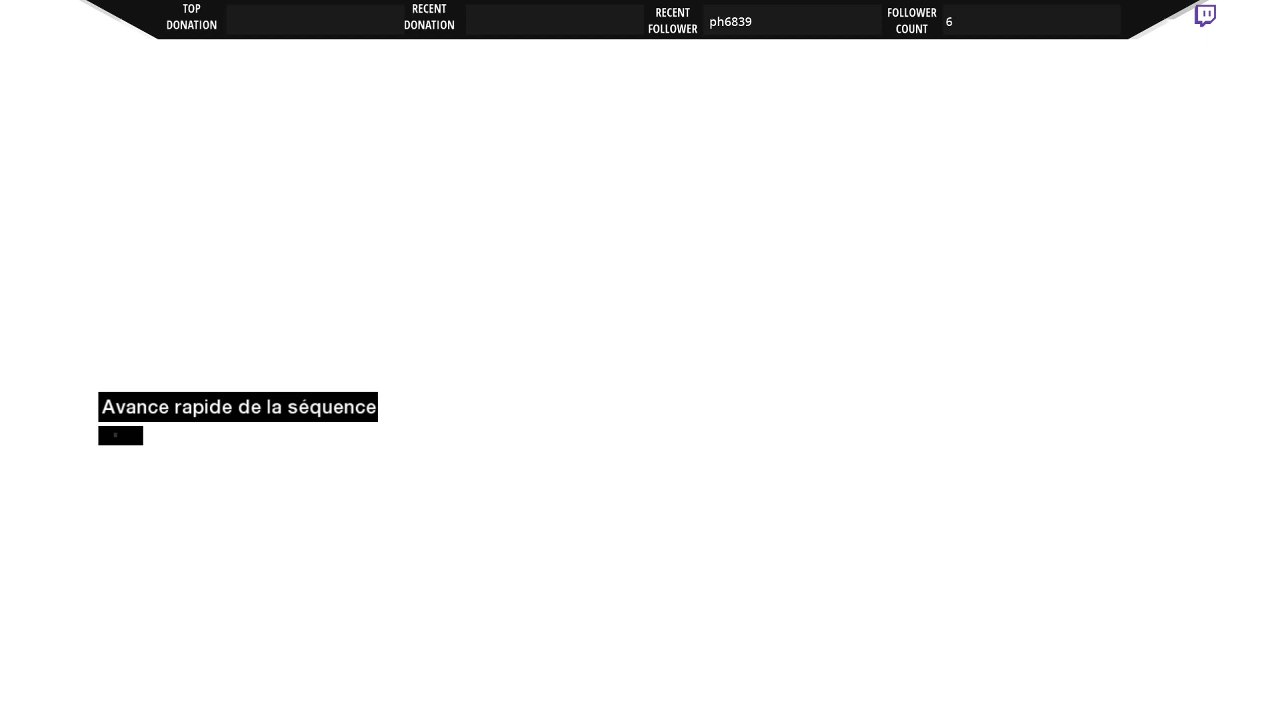 TOP
DONATION
RECENT
DONATION
RECENT
FOLLOWER
ph6839
FOLLOWER
COUNT
6
Avance rapide de la séquence